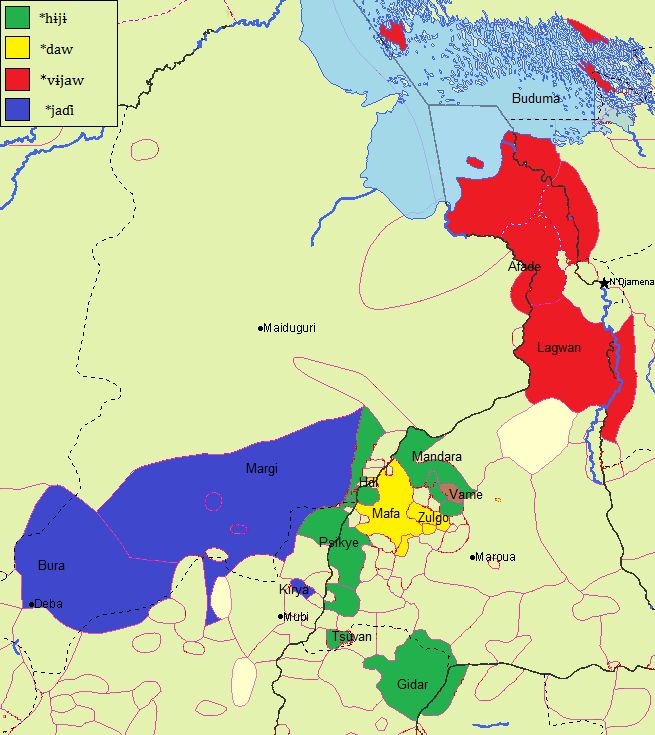 *hɨjɨ
*daw
*vɨjaw
*jaɗi
Buduma
Afade
N'Djamena
Maiduguri
Lagwan
Mandara
Margi
Hdi
Vame
Mafa
Zulgo
Psikye
Maroua
Bura
Kirya
Deba
Mubi
Tsuvan
Gidar